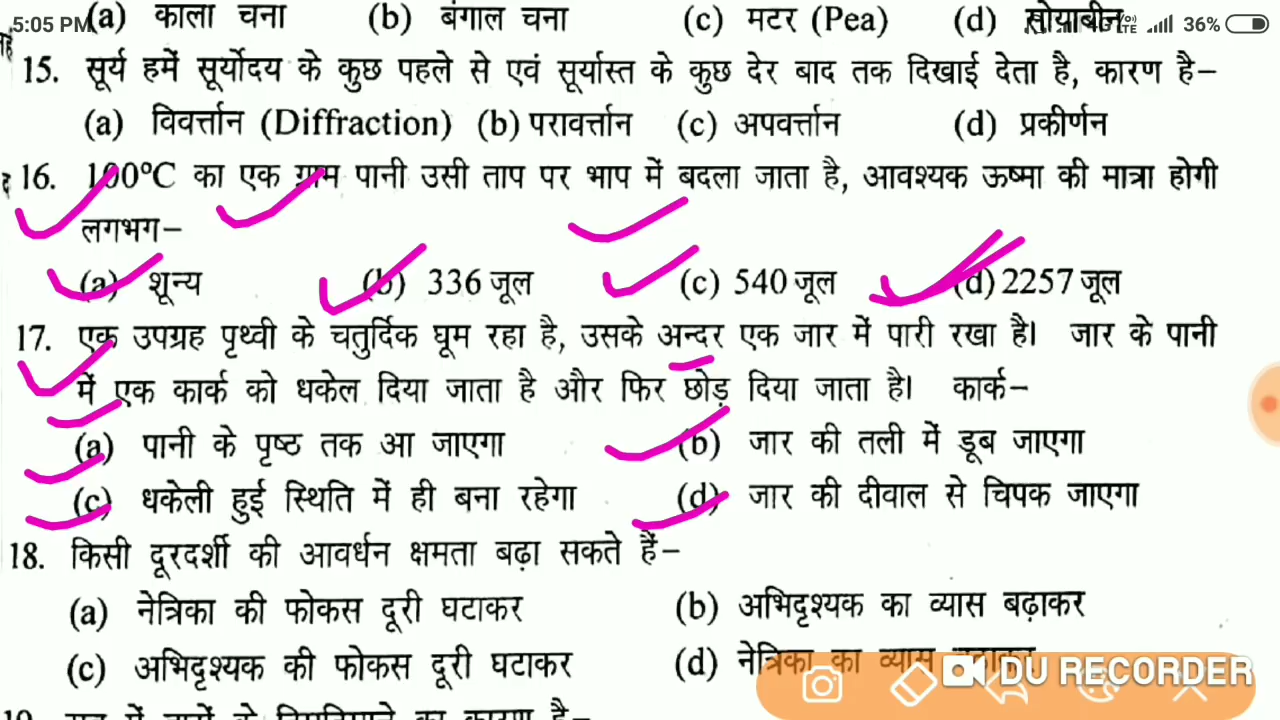 5:05 PM (a) काला चना (b) बंगाल चना (c) मटर (Pea) (d) सोयाबीन LTE 36%
15. सूर्य हमें सूर्योदय के कुछ पहले से एवं सूर्यास्त के कुछ देर बाद तक दिखाई देता है, कारण है–
(a) विवर्त्तान (Diffraction) (b) परावर्त्तान (c) अपवर्त्तान (d) प्रकीर्णन
16. 100°C का एक ग्राम पानी उसी ताप पर भाप में बदला जाता है, आवश्यक ऊष्मा की मात्रा होगी
लगभग–
(a) शून्य (b) 336 जूल (c) 540 जूल (d) 2257 जूल
17. एक उपग्रह पृथ्वी के चतुर्दिक घूम रहा है, उसके अन्दर एक जार में पारी रखा है। जार के पानी
में एक कार्क को धकेल दिया जाता है और फिर छोड़ दिया जाता है। कार्क–
(a) पानी के पृष्ठ तक आ जाएगा (b) जार की तली में डूब जाएगा
(c) धकेली हुई स्थिति में ही बना रहेगा (d) जार की दीवाल से चिपक जाएगा
18. किसी दूरदर्शी की आवर्धन क्षमता बढ़ा सकते हैं–
(a) नेत्रिका की फोकस दूरी घटाकर (b) अभिदृश्यक का व्यास बढ़ाकर
(c) अभिदृश्यक की फोकस दूरी घटाकर (d) नेत्रिका का व्यास
DU RECORDER